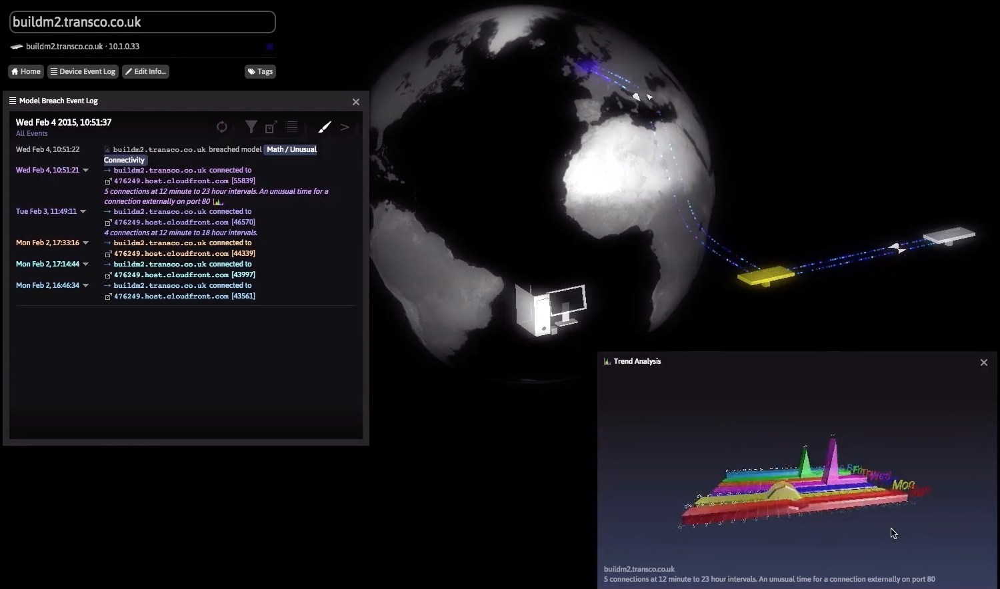 buildm2.transco.co.uk
buildm2.transco.co.uk · 10.1.0.33
Home
Device Event Log
Edit Info...
Tags
Model Breach Event Log
Wed Feb 4 2015, 10:51:37
All Events
Wed Feb 4, 10:51:22 buildm2.transco.co.uk breached model Math / Unusual
Connectivity
Wed Feb 4, 10:51:21 → buildm2.transco.co.uk connected to
476249.host.cloudfront.com [55839]
5 connections at 12 minute to 23 hour intervals. An unusual time for a
connection externally on port 80
Tue Feb 3, 11:49:11 → buildm2.transco.co.uk connected to
476249.host.cloudfront.com [46570]
4 connections at 12 minute to 18 hour intervals.
Mon Feb 2, 17:33:16 → buildm2.transco.co.uk connected to
476249.host.cloudfront.com [44339]
Mon Feb 2, 17:14:44 → buildm2.transco.co.uk connected to
476249.host.cloudfront.com [43997]
Mon Feb 2, 16:46:34 → buildm2.transco.co.uk connected to
476249.host.cloudfront.com [43561]
Trend Analysis
Wed
Mon
buildm2.transco.co.uk
5 connections at 12 minute to 23 hour intervals. An unusual time for a connection externally on port 80